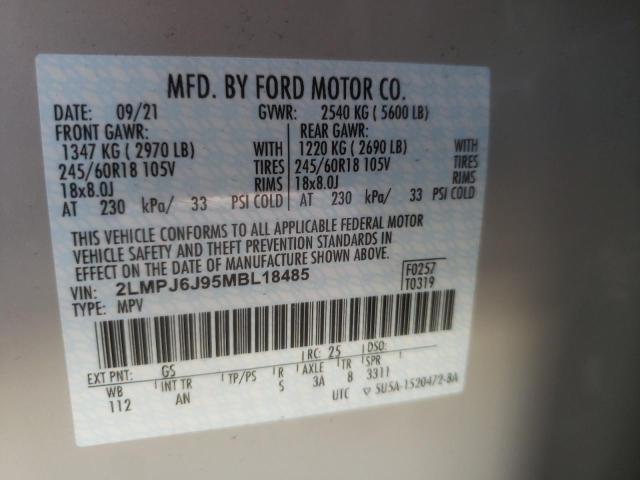 MFD. BY FORD MOTOR CO.
DATE: 09/21 GVWR: 2540 KG ( 5600 LB)
FRONT GAWR: REAR GAWR:
1347 KG ( 2970 LB) 1220 KG ( 2690 LB)
245/60R18 105V TIRES 245/60R18 105V TIRES
18x8.0J RIMS 18x8.0J RIMS
AT 230 kPa/ 33 PSI COLD AT 230 kPa/ 33 PSI COLD
THIS VEHICLE CONFORMS TO ALL APPLICABLE FEDERAL MOTOR
VEHICLE SAFETY AND THEFT PREVENTION STANDARDS IN
EFFECT ON THE DATE OF MANUFACTURE SHOWN ABOVE.
VIN: 2LMPJ6J95MBL18485 F0257
TYPE: MPV T0319
EXT PNT: GS RC: 25 DSO:
WB INT TR TP/PS R AXLE TR SPR
112 AN S 3A 8 3311
UTC SU5A-1520472-BA